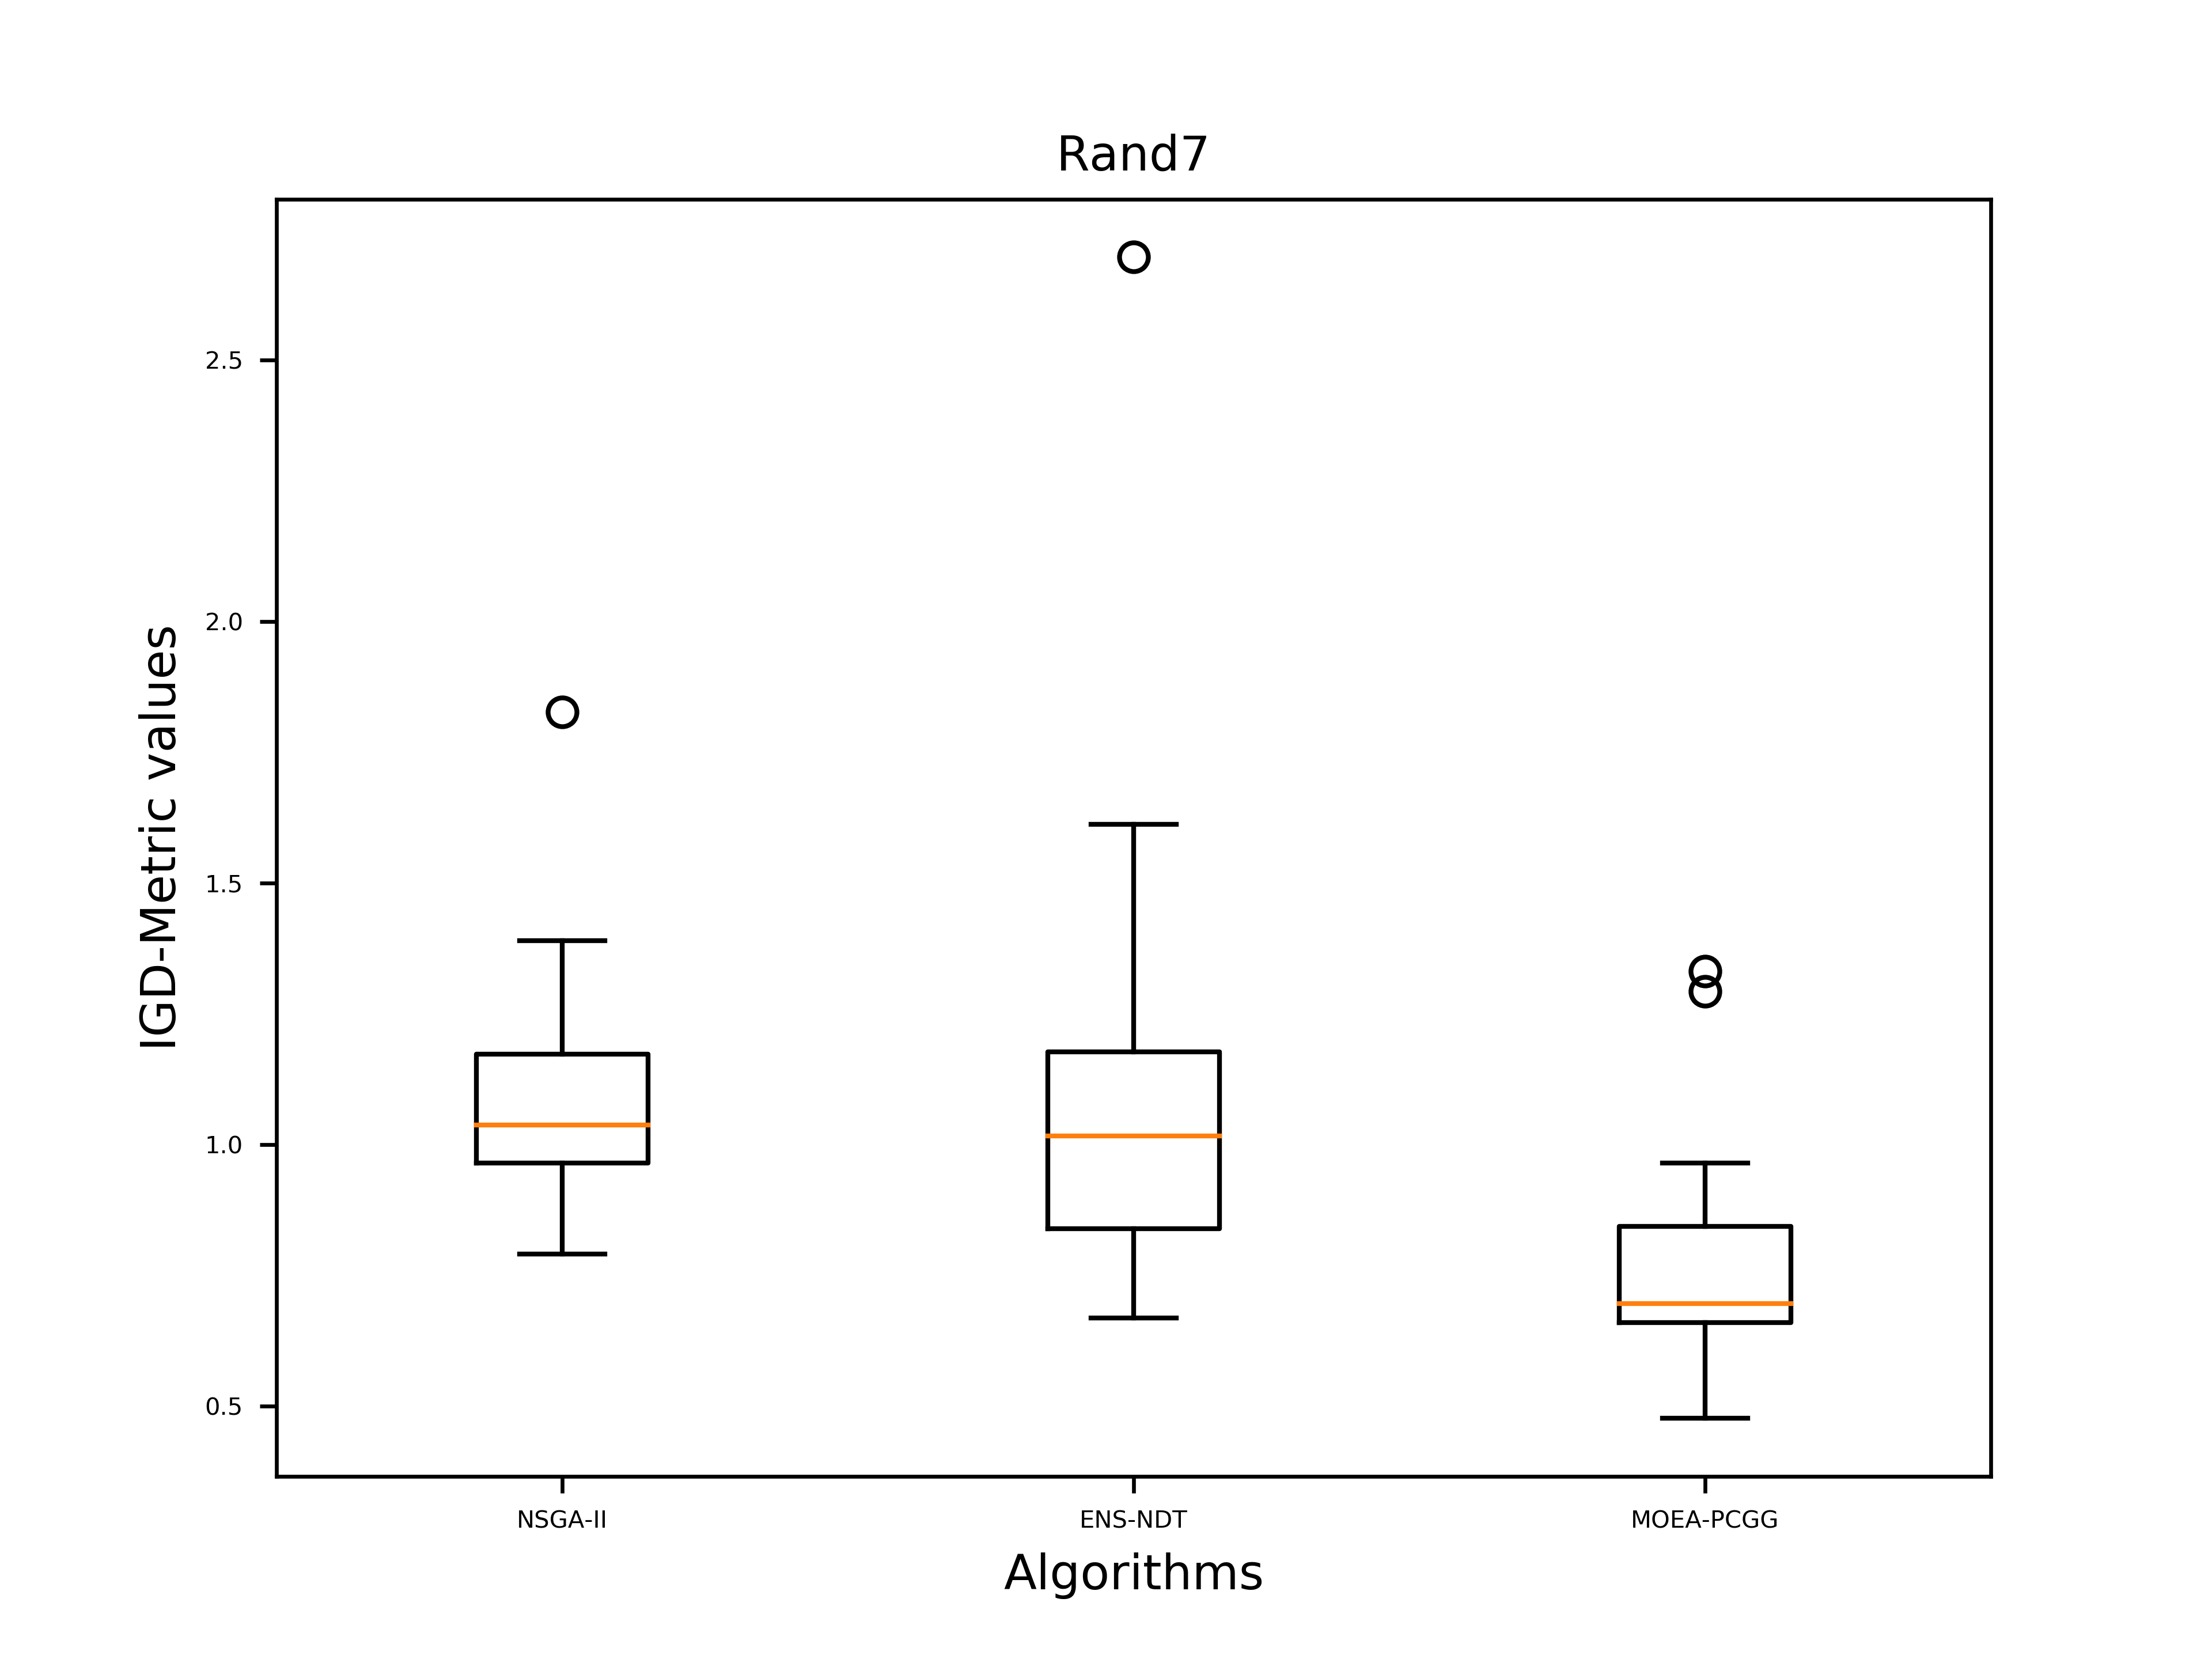 Rand7
IGD-Metric values
2.5
2.0
1.5
1.0
0.5
NSGA-II
ENS-NDT
MOEA-PCGG
Algorithms